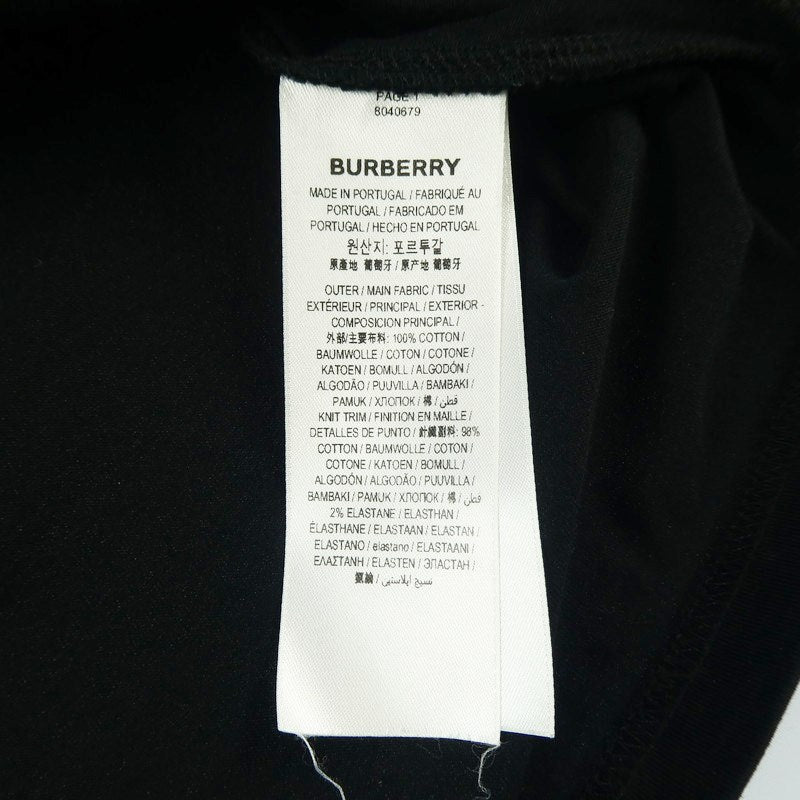 PAGE 1
8040679
BURBERRY
MADE IN PORTUGAL / FABRIQUÉ AU
PORTUGAL / FABRICADO EM
PORTUGAL / HECHO EN PORTUGAL
원산지: 포르투갈
原產地 葡萄牙 / 原产地 葡萄牙
OUTER / MAIN FABRIC / TISSU
EXTÉRIEUR / PRINCIPAL / EXTERIOR -
COMPOSICION PRINCIPAL /
外部/主要布料: 100% COTTON /
BAUMWOLLE / COTON / COTONE /
KATOEN / BOMULL / ALGODÓN /
ALGODÃO / PUUVILLA / BAMBAKI /
PAMUK / ХЛОПОК / 棉 / قطن /
KNIT TRIM / FINITION EN MAILLE /
DETALLES DE PUNTO / 針織副料: 98%
COTTON / BAUMWOLLE / COTON /
COTONE / KATOEN / BOMULL /
ALGODÓN / ALGODÃO / PUUVILLA /
BAMBAKI / PAMUK / ХЛОПОК / 棉 / قطن /
2% ELASTANE / ELASTHAN /
ÉLASTHANE / ELASTAAN / ELASTAN /
ELASTANO / elastano / ELASTAANI /
ΕΛΑΣΤΑΝΗ / ELASTEN / ЭЛАСТАН /
氨綸 / نسيج ايلاستيي